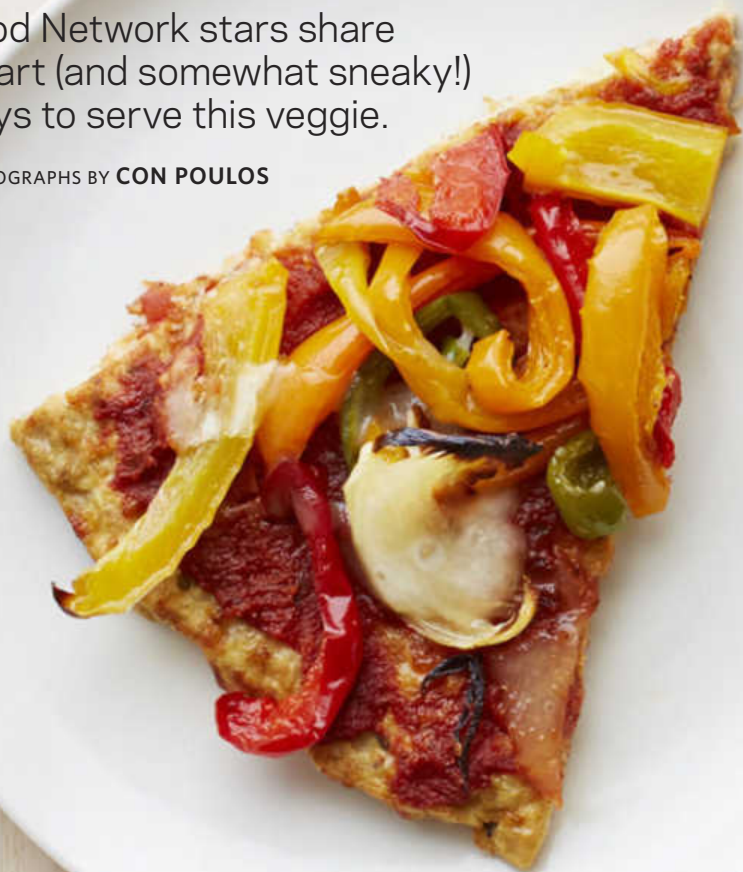 od Network stars share
art (and somewhat sneaky!)
ys to serve this veggie.
OGRAPHS BY CON POULOS